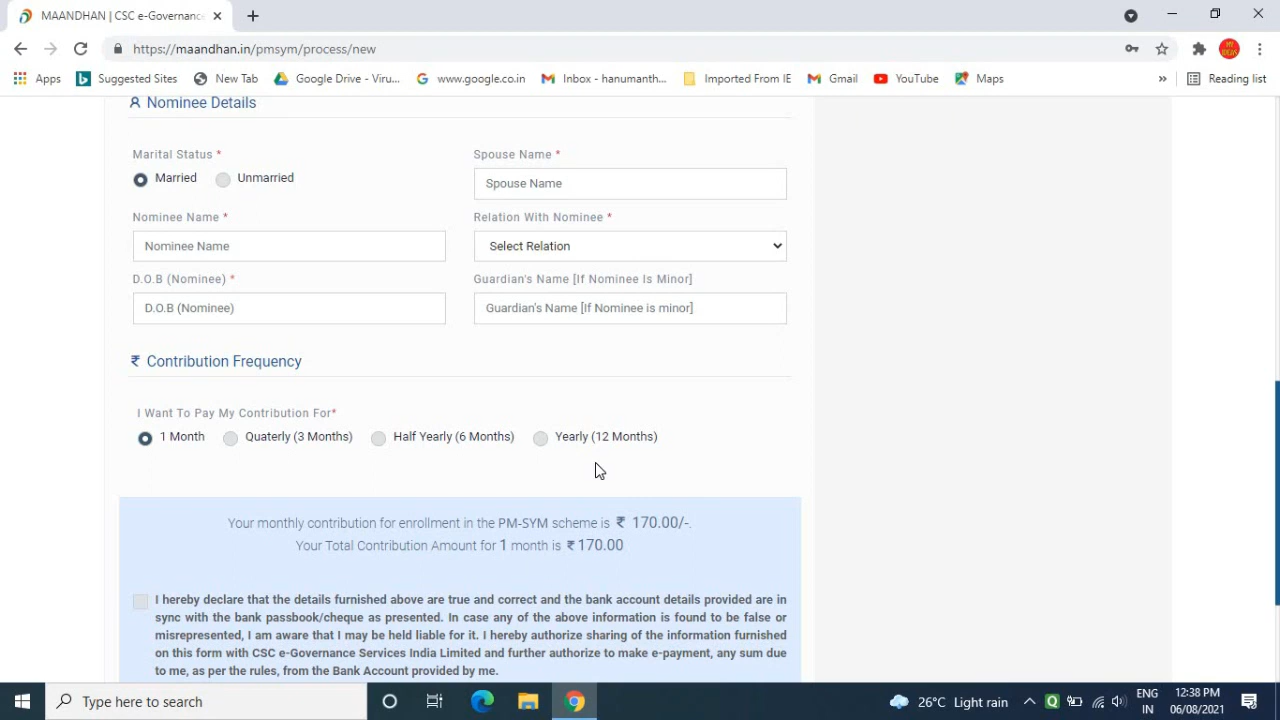 MAANDHAN | CSC e-Governance
https://maandhan.in/pmsym/process/new
Apps Suggested Bing Suggested Sites New Tab Google Drive - Viru... www.google.co.in Inbox - hanumanth... Imported From IE Gmail YouTube Maps » Reading list
Nominee Details
Marital Status * Spouse Name *
Married Unmarried Spouse Name
Nominee Name * Relation With Nominee *
Nominee Name Select Relation
D.O.B (Nominee) * Guardian's Name [If Nominee Is Minor]
D.O.B (Nominee) Guardian's Name [If Nominee is minor]
₹ Contribution Frequency
I Want To Pay My Contribution For*
1 Month Quaterly (3 Months) Half Yearly (6 Months) Yearly (12 Months)
Your monthly contribution for enrollment in the PM-SYM scheme is ₹ 170.00/-.
Your Total Contribution Amount for 1 month is ₹ 170.00
I hereby declare that the details furnished above are true and correct and the bank account details provided are in
sync with the bank passbook/cheque as presented. In case any of the above information is found to be false or
misrepresented, I am aware that I may be held liable for it. I hereby authorize sharing of the information furnished
on this form with CSC e-Governance Services India Limited and further authorize to make e-payment, any sum due
to me, as per the rules, from the Bank Account provided by me.
Type here to search 26°C Light rain ENG 12:38 PM
IN 06/08/2021